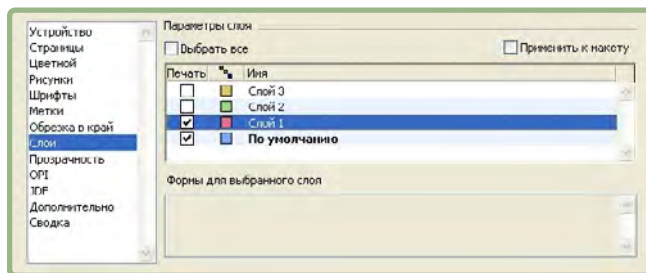 Устройство
Страницы
Цветной
Рисунки
Шрифты
Метки
Обрезка в край
Слои
Прозрачность
OPI
JDF
Дополнительно
Сводка
Параметры слоя
Выбрать все
Применить к макету
Печать Имя
Слой 3
Слой 2
Слой 1
По умолчанию
Формы для выбранного слоя